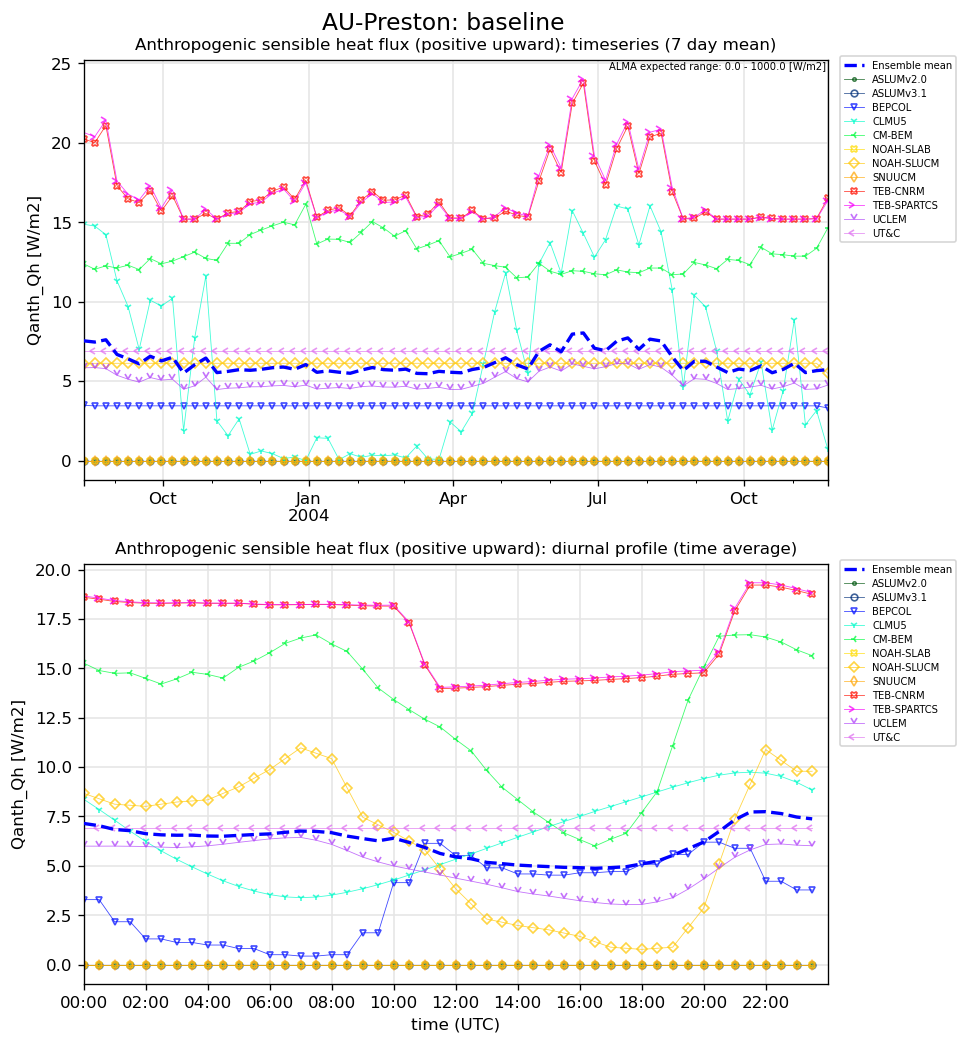 AU-Preston: baseline
Anthropogenic sensible heat flux (positive upward): timeseries (7 day mean)
ALMA expected range: 0.0 - 1000.0 [W/m2]
Qanth_Qh [W/m2]
25
20
15
10
5
0
Oct
Jan
2004
Apr
Jul
Oct
Ensemble mean
ASLUMv2.0
ASLUMv3.1
BEPCOL
CLMU5
CM-BEM
NOAH-SLAB
NOAH-SLUCM
SNUUCM
TEB-CNRM
TEB-SPARTCS
UCLEM
UT&C
Anthropogenic sensible heat flux (positive upward): diurnal profile (time average)
Qanth_Qh [W/m2]
20.0
17.5
15.0
12.5
10.0
7.5
5.0
2.5
0.0
00:00 02:00 04:00 06:00 08:00 10:00 12:00 14:00 16:00 18:00 20:00 22:00
time (UTC)
Ensemble mean
ASLUMv2.0
ASLUMv3.1
BEPCOL
CLMU5
CM-BEM
NOAH-SLAB
NOAH-SLUCM
SNUUCM
TEB-CNRM
TEB-SPARTCS
UCLEM
UT&C